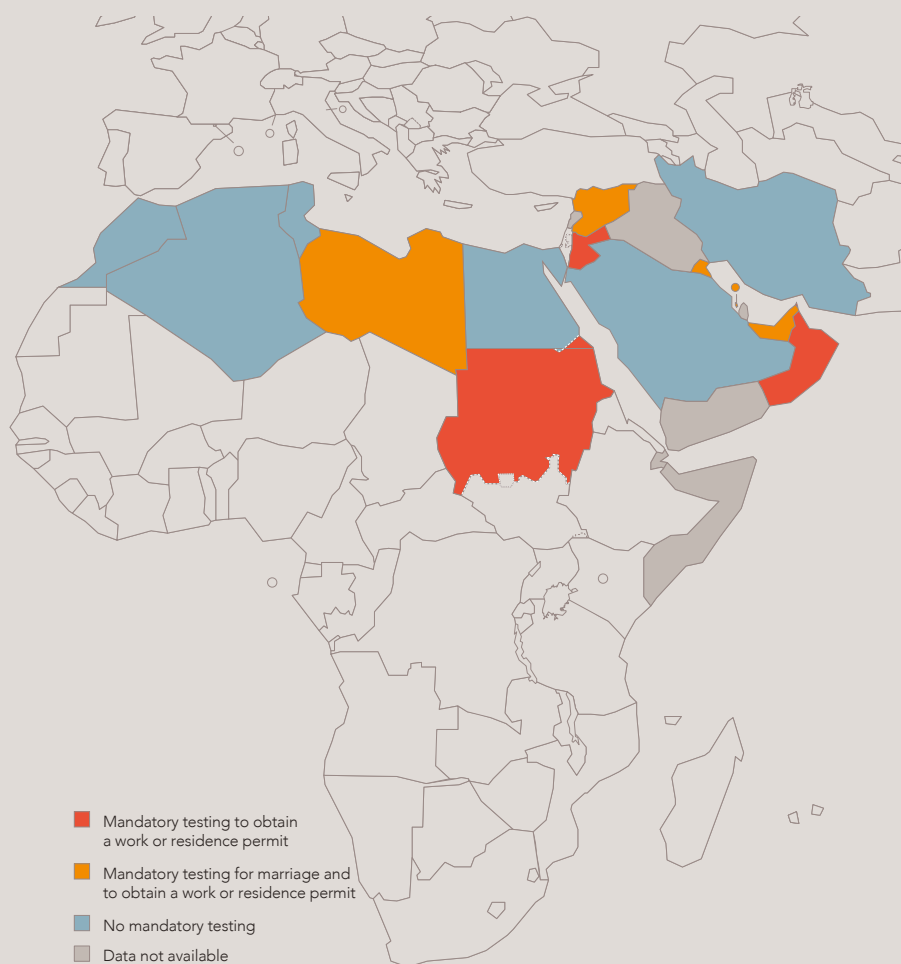 Mandatory testing to obtain
a work or residence permit
Mandatory testing for marriage and
to obtain a work or residence permit
No mandatory testing
Data not available